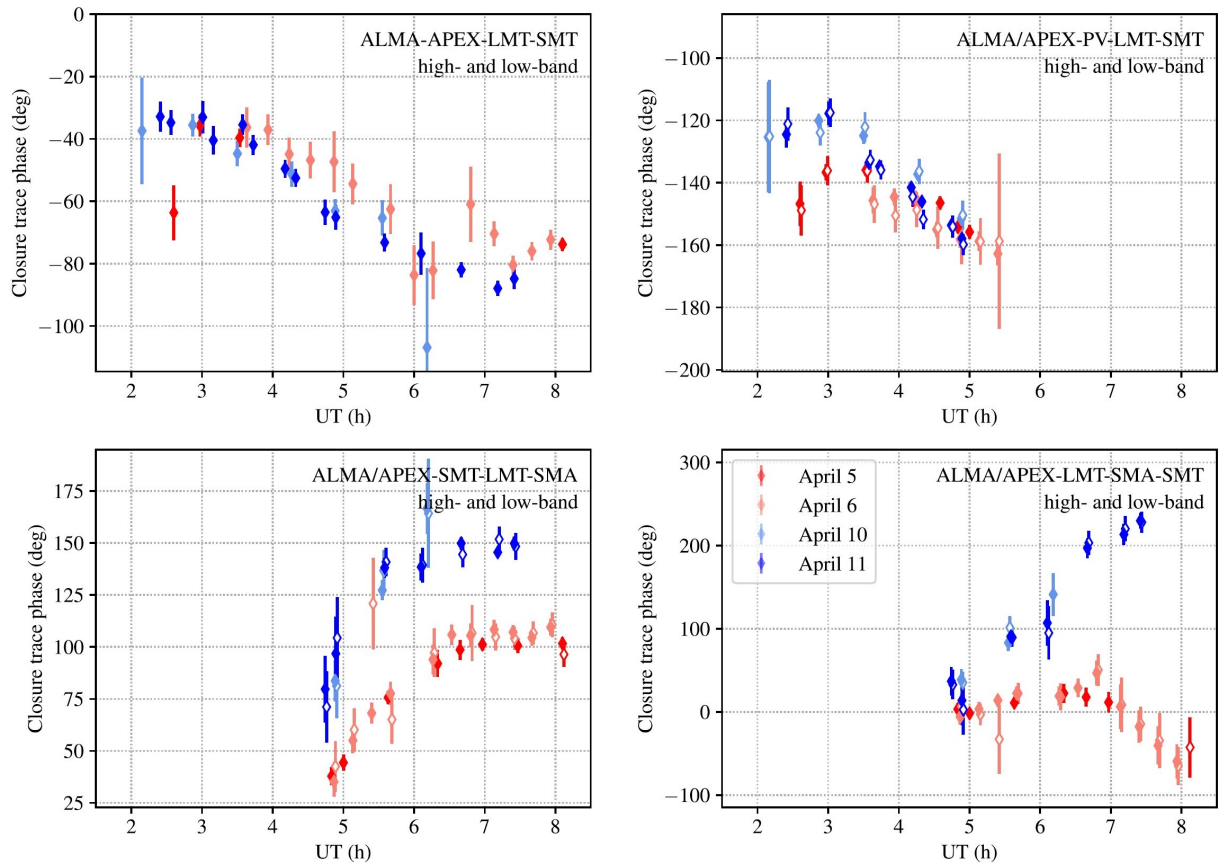 ALMA-APEX-LMT-SMT
high- and low-band
0
−20
−40
−60
−80
−100
Closure trace phase (deg)
2 3 4 5 6 7 8
UT (h)
ALMA/APEX-PV-LMT-SMT
high- and low-band
−100
−120
−140
−160
−180
−200
Closure trace phase (deg)
2 3 4 5 6 7 8
UT (h)
ALMA/APEX-SMT-LMT-SMA
high- and low-band
175
150
125
100
75
50
25
Closure trace phase (deg)
2 3 4 5 6 7 8
UT (h)
ALMA/APEX-LMT-SMA-SMT
high- and low-band
April 5
April 6
April 10
April 11
300
200
100
0
−100
Closure trace phase (deg)
2 3 4 5 6 7 8
UT (h)